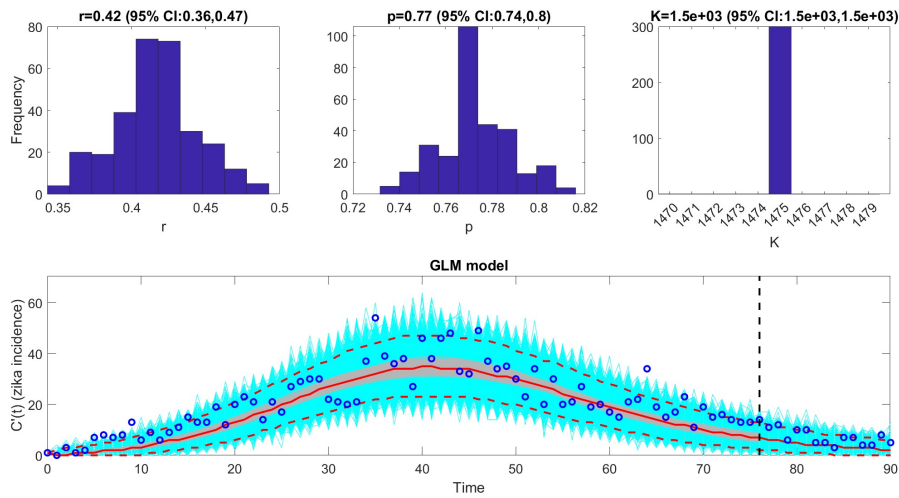 r=0.42 (95% CI:0.36,0.47)
80
60
40
20
0
Frequency
0.35 0.4 0.45 0.5
r
p=0.77 (95% CI:0.74,0.8)
100
80
60
40
20
0
0.72 0.74 0.76 0.78 0.8 0.82
p
K=1.5e+03 (95% CI:1.5e+03,1.5e+03)
300
200
100
0
1470 1471 1472 1473 1474 1475 1476 1477 1478 1479
K
GLM model
60
40
20
0
C'(t) (zika incidence)
0 10 20 30 40 50 60 70 80 90
Time